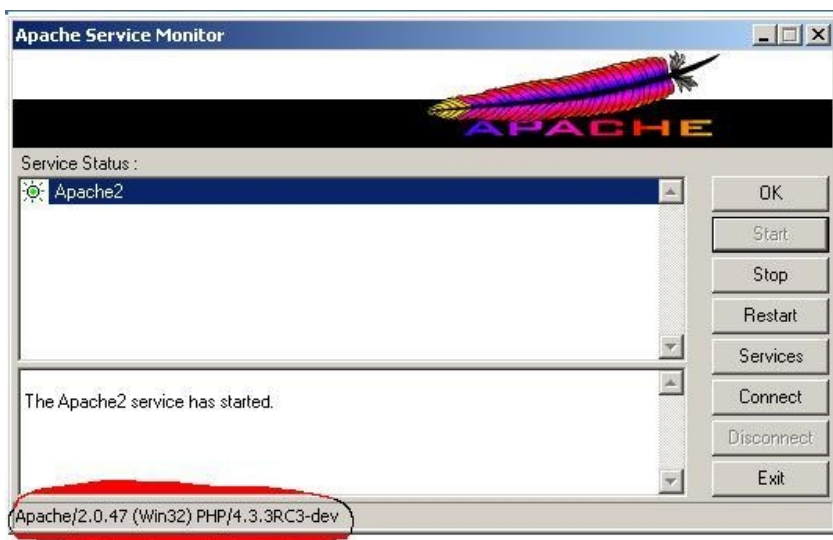 Apache Service Monitor
APACHE
Service Status :
Apache2
OK
Start
Stop
Restart
Services
Connect
Disconnect
Exit
The Apache2 service has started.
Apache/2.0.47 (Win32) PHP/4.3.3RC3-dev